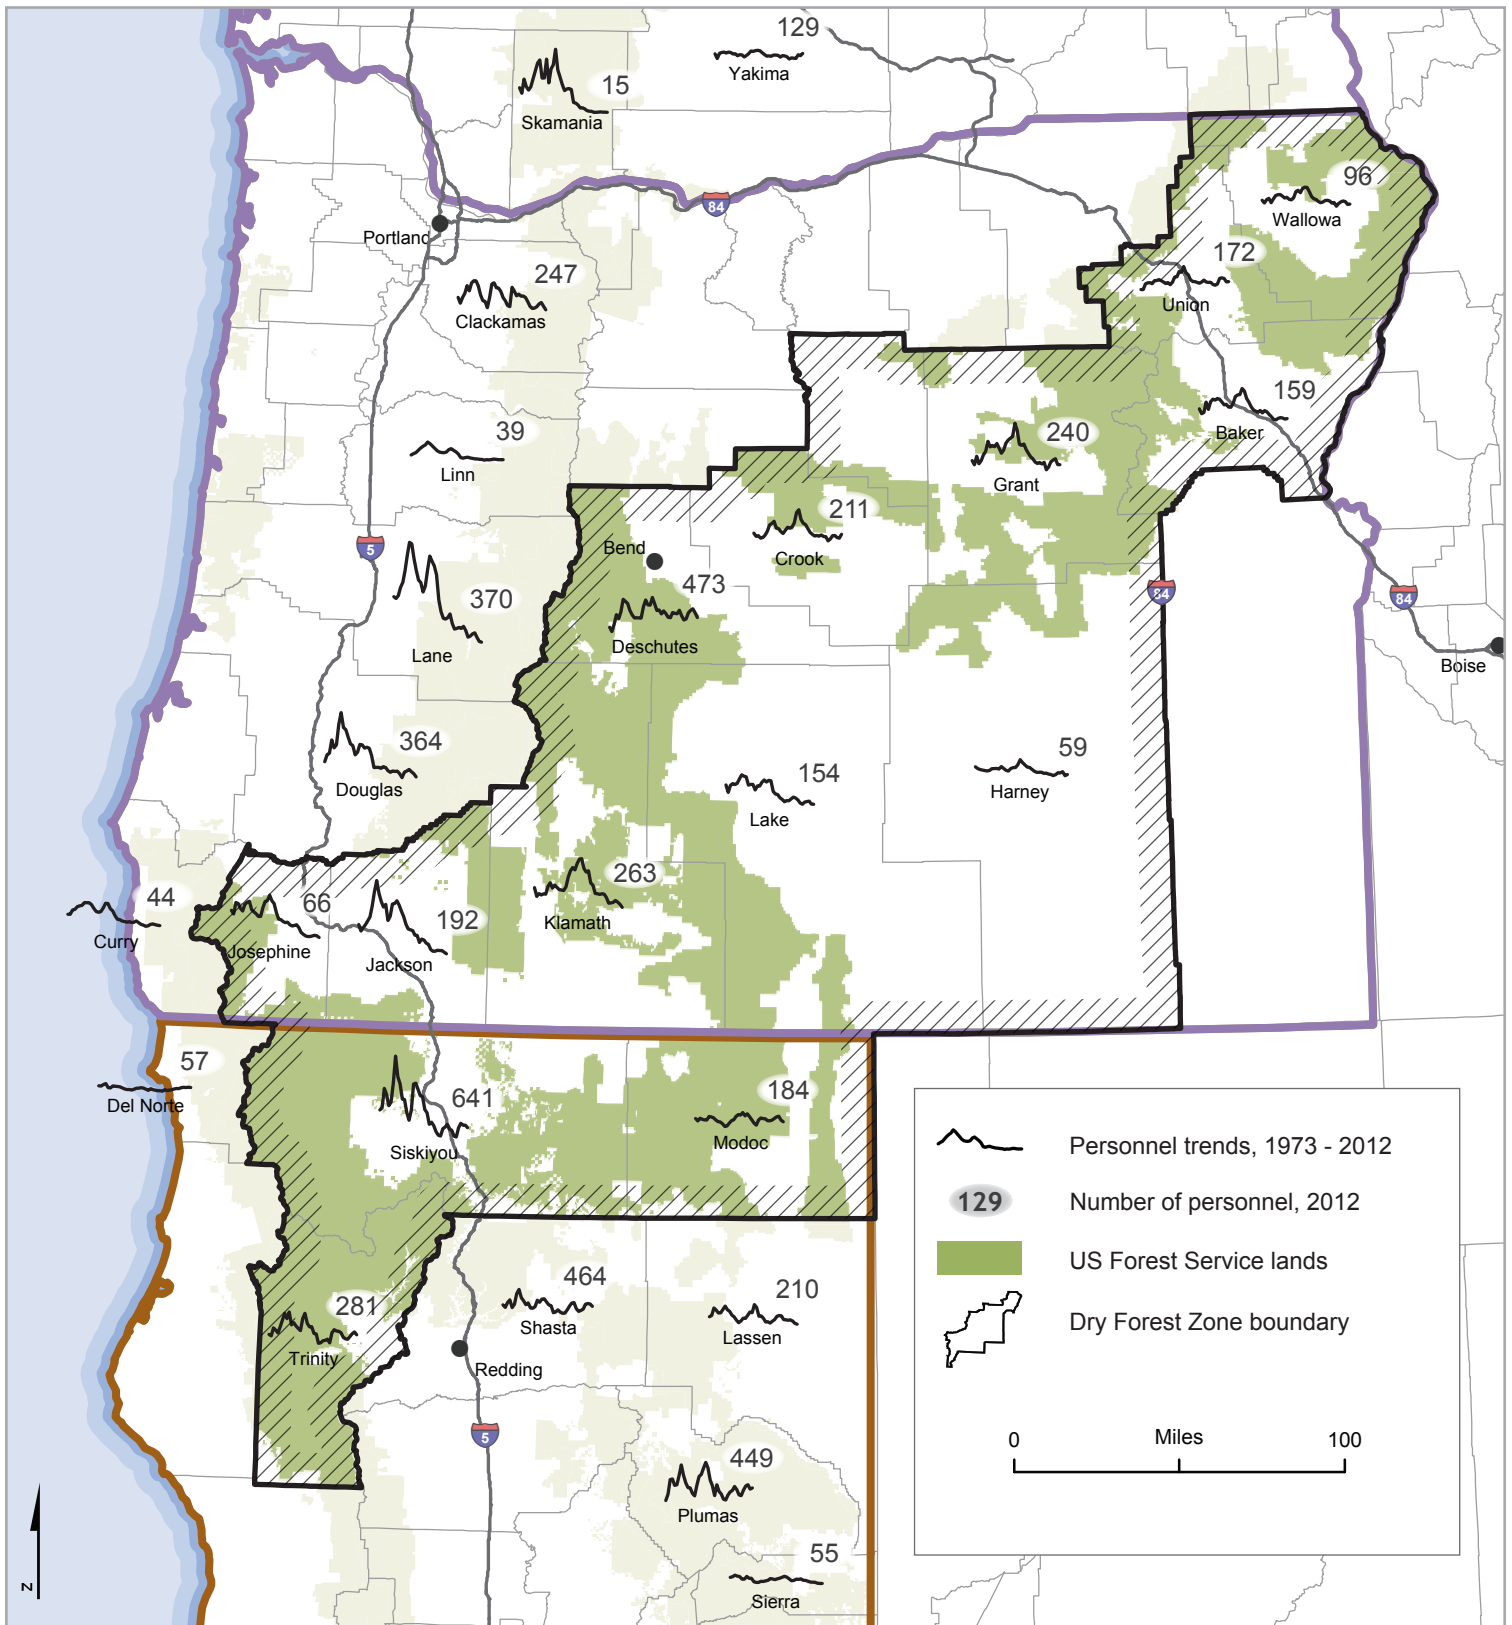 129
Yakima
15
Skamania
96
Wallowa
84
Portland
172
Union
247
Clackamas
159
Baker
39
Linn
240
Grant
211
Crook
5
Bend
473
Deschutes
84
84
370
Lane
Boise
364
Douglas
154
Lake
59
Harney
263
Klamath
44
Curry
66
Josephine
192
Jackson
57
Del Norte
641
Siskiyou
184
Modoc
Personnel trends, 1973 - 2012
129
Number of personnel, 2012
US Forest Service lands
Dry Forest Zone boundary
0
Miles
100
281
Trinity
464
Shasta
210
Lassen
Redding
5
449
Plumas
55
Sierra
N